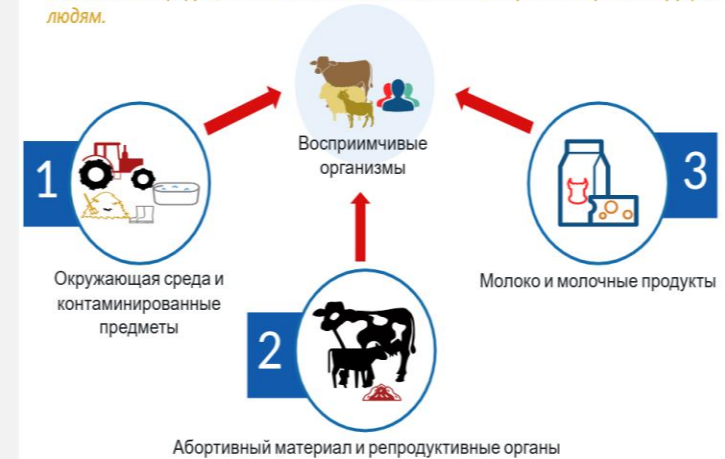 людям.
Восприимчивые
организмы
1
3
Окружающая среда и
контаминированные
предметы
Молоко и молочные продукты
2
Абортивный материал и репродуктивные органы